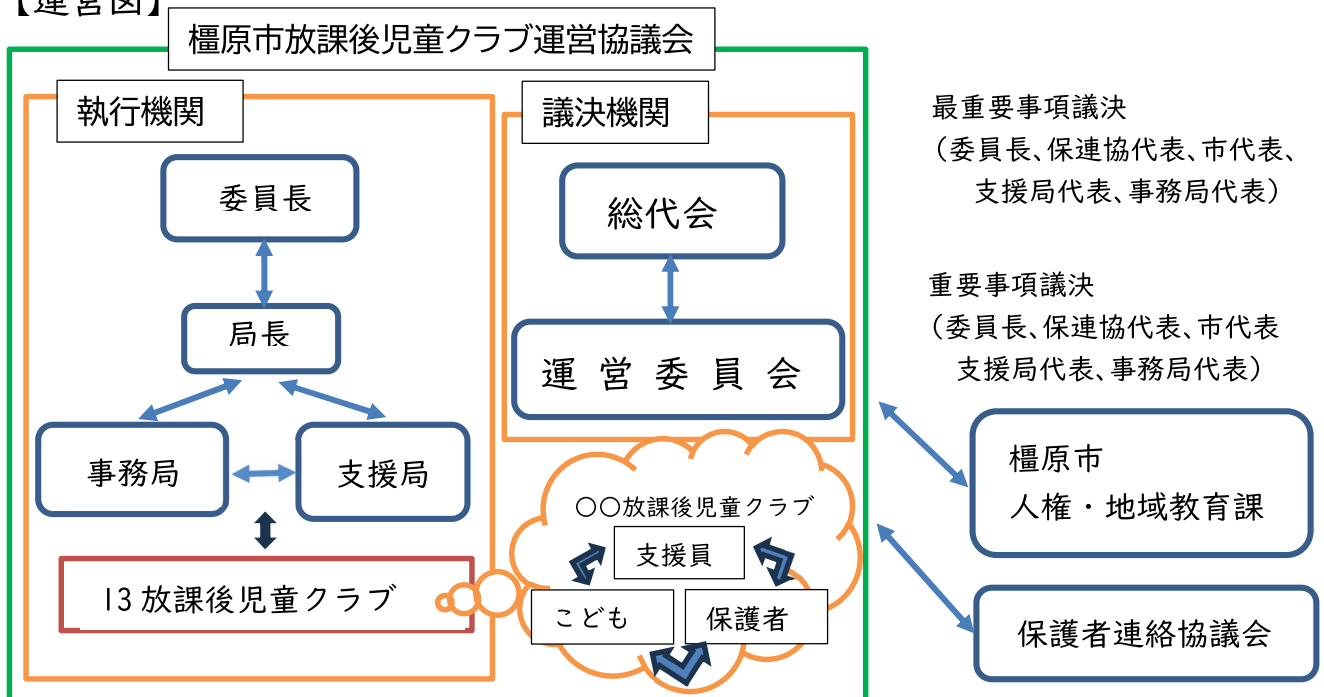 【運営図】
橿原市放課後児童クラブ運営協議会
執行機関
委員長
局長
事務局
支援局
13放課後児童クラブ
議決機関
総代会
運営委員会
〇〇放課後児童クラブ
支援員
こども
保護者
最重要事項議決
(委員長、保連協代表、市代表、
支援局代表、事務局代表)
重要事項議決
(委員長、保連協代表、市代表
支援局代表、事務局代表)
橿原市
人権・地域教育課
保護者連絡協議会